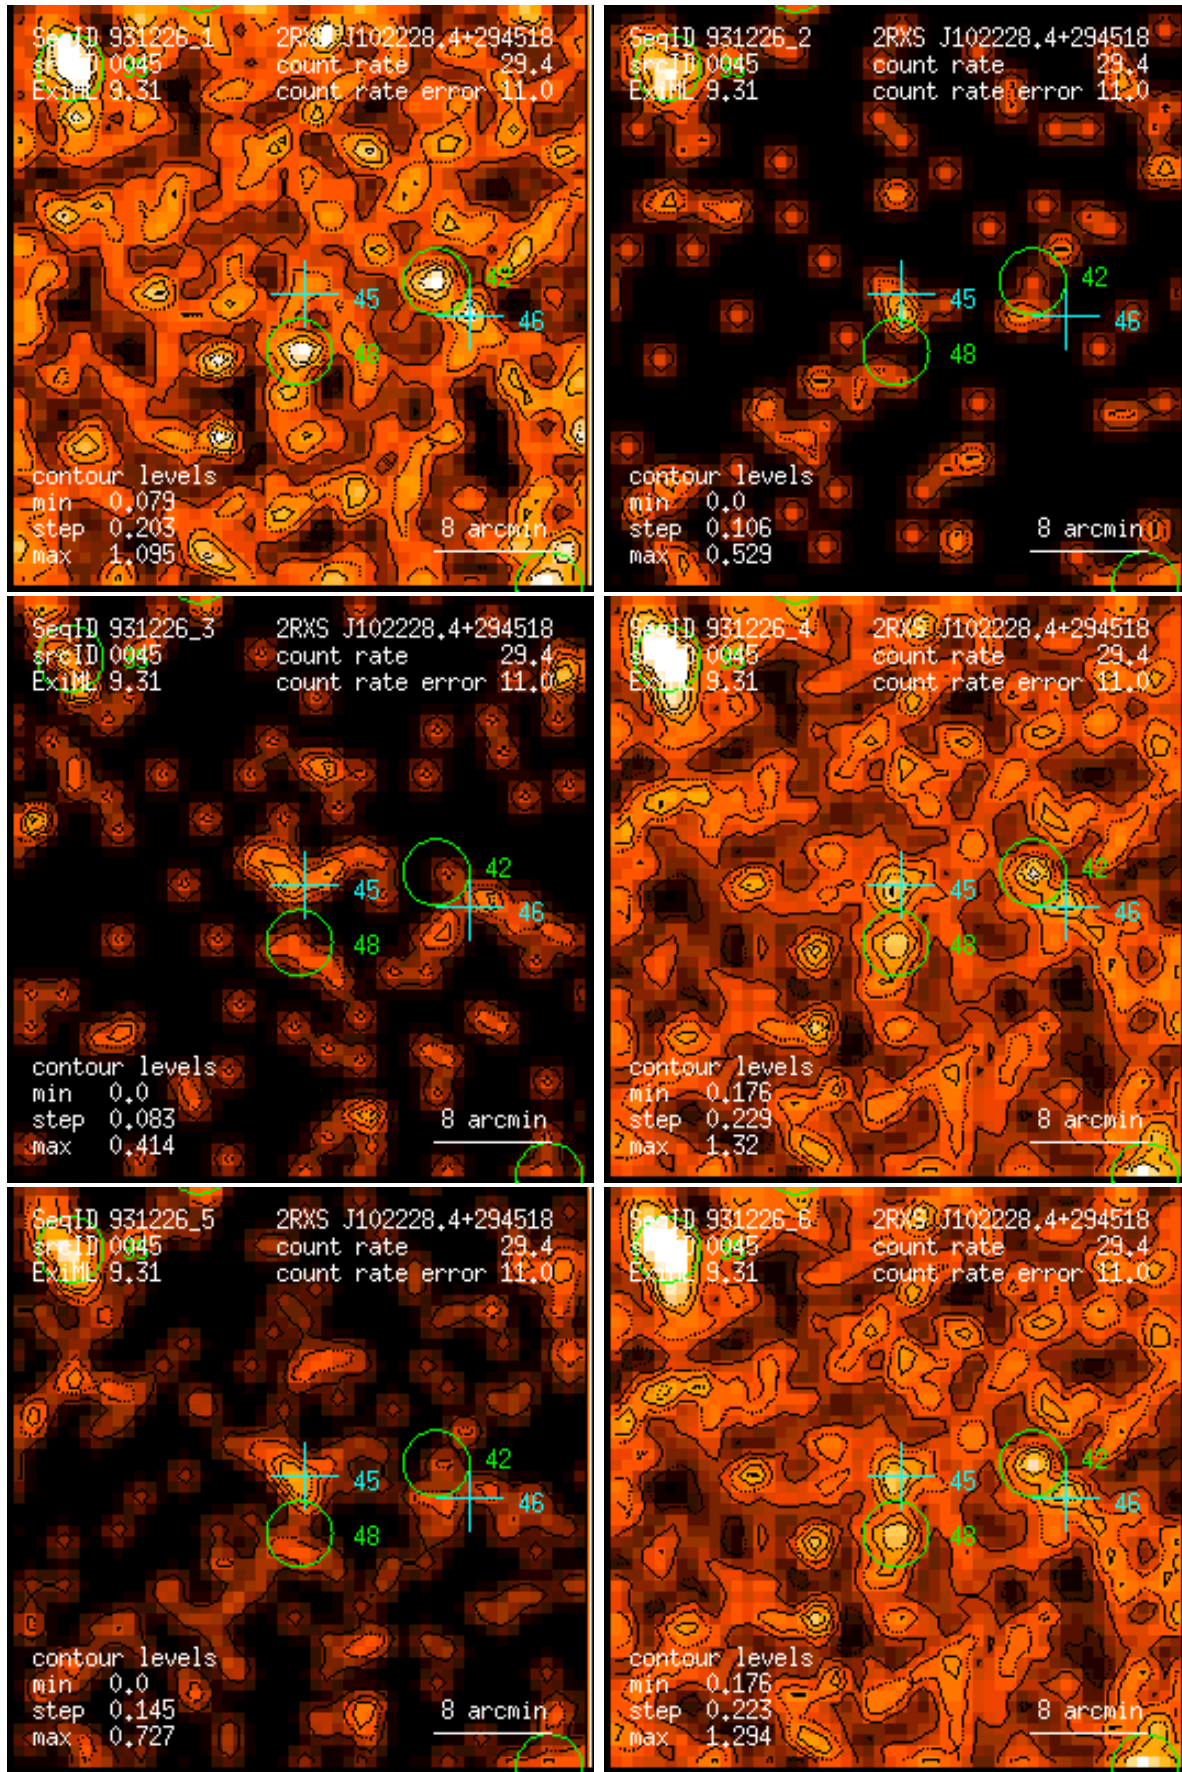 SeqID 931226_1 2RXS J102228.4+294518
srcID 0045 count rate 29.4
ExiML 9.31 count rate error 11.0
42
45
46
48
contour levels
min 0.079
step 0.203 8 arcmin
max 1.095
SeqID 931226_2 2RXS J102228.4+294518
srcID 0045 count rate 29.4
ExiML 9.31 count rate error 11.0
42
45
46
48
contour levels
min 0.0
step 0.106 8 arcmin
max 0.529
SeqID 931226_3 2RXS J102228.4+294518
srcID 0045 count rate 29.4
ExiML 9.31 count rate error 11.0
42
45
46
48
contour levels
min 0.0
step 0.083 8 arcmin
max 0.414
SeqID 931226_4 2RXS J102228.4+294518
srcID 0045 count rate 29.4
ExiML 9.31 count rate error 11.0
42
45
46
48
contour levels
min 0.176
step 0.229 8 arcmin
max 1.32
SeqID 931226_5 2RXS J102228.4+294518
srcID 0045 count rate 29.4
ExiML 9.31 count rate error 11.0
42
45
46
48
contour levels
min 0.0
step 0.145 8 arcmin
max 0.727
SeqID 931226_6 2RXS J102228.4+294518
srcID 0045 count rate 29.4
ExiML 9.31 count rate error 11.0
42
45
46
48
contour levels
min 0.176
step 0.223 8 arcmin
max 1.294